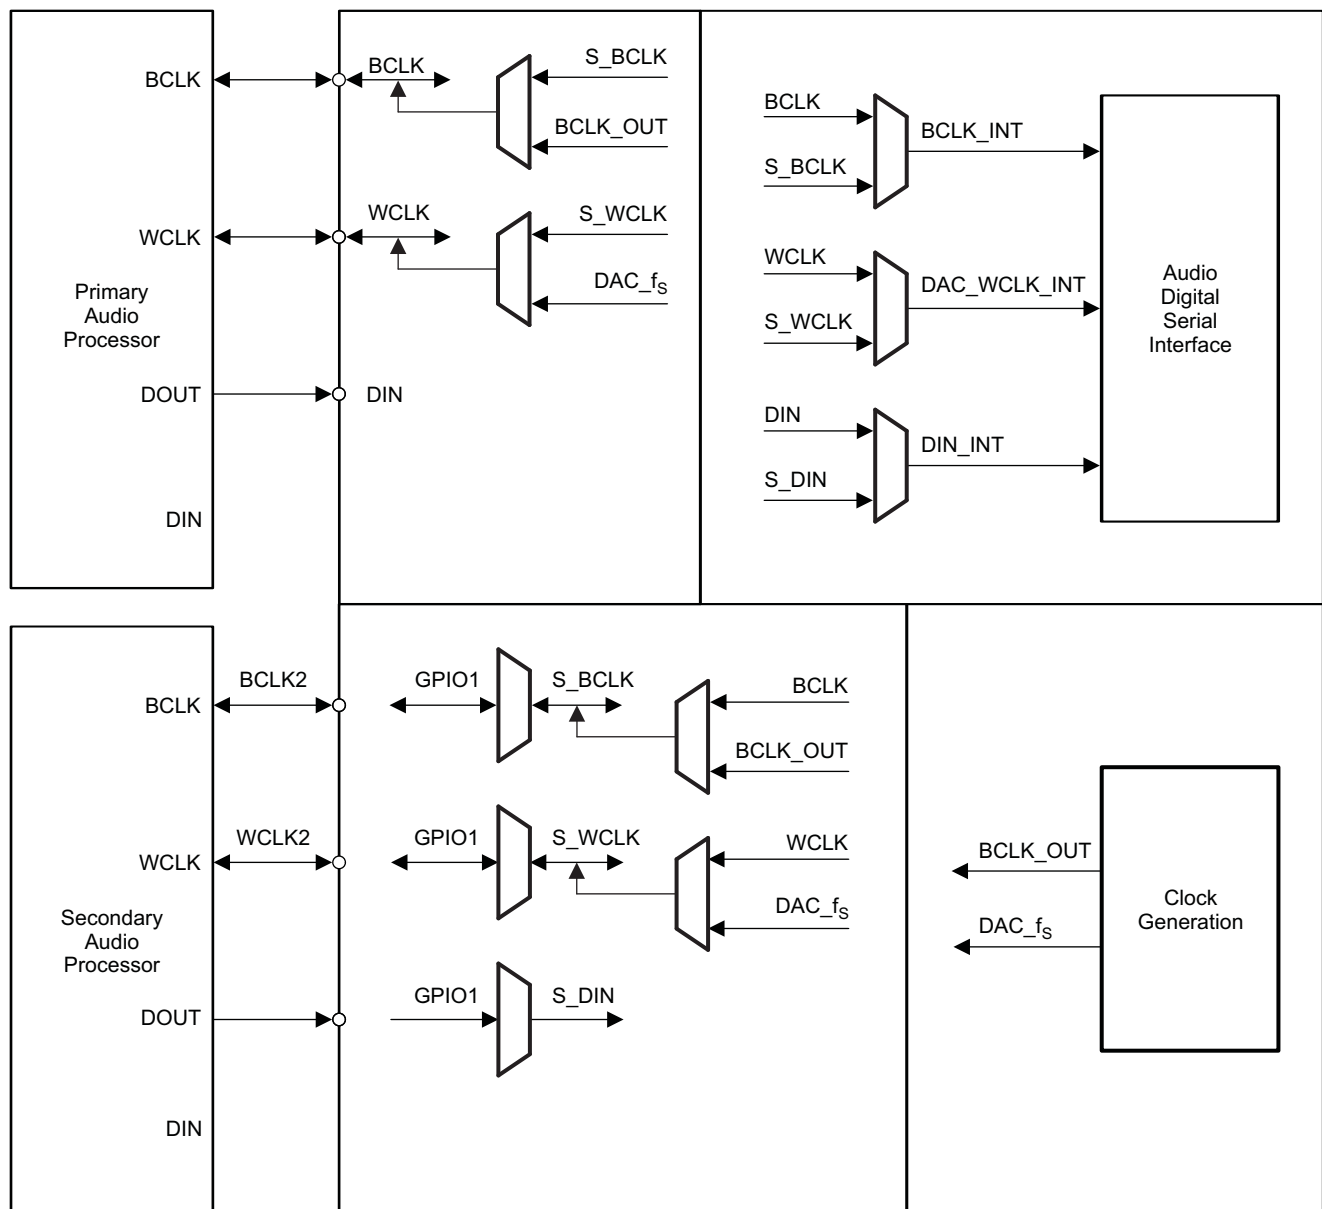 BCLK
WCLK
Primary
Audio
Processor
DOUT
DIN
BCLK
S_BCLK
BCLK_OUT
WCLK
S_WCLK
DAC_fS
DIN
BCLK
S_BCLK
BCLK_INT
WCLK
S_WCLK
DAC_WCLK_INT
DIN
S_DIN
DIN_INT
Audio
Digital
Serial
Interface
BCLK
BCLK2
WCLK
WCLK2
Secondary
Audio
Processor
DOUT
DIN
GPIO1
S_BCLK
BCLK
BCLK_OUT
GPIO1
S_WCLK
WCLK
DAC_fS
GPIO1
S_DIN
BCLK_OUT
DAC_fS
Clock
Generation